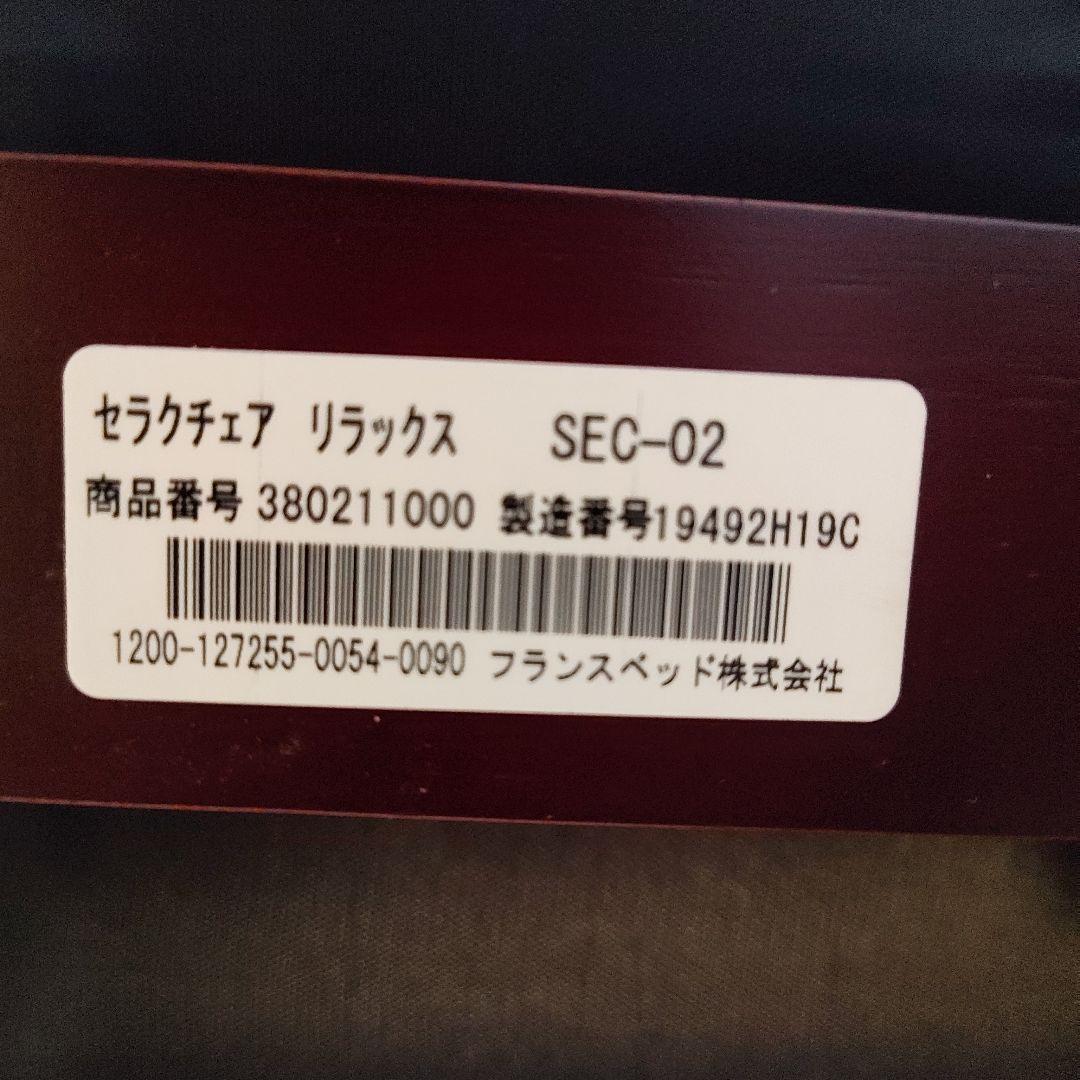 セラクチェア リラックス SEC-02
商品番号 380211000 製造番号19492H19C
1200-127255-0054-0090 フランスベッド株式会社